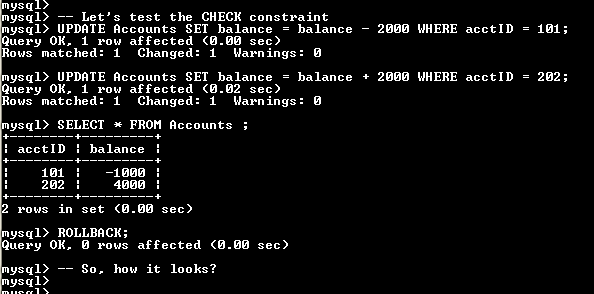 mysql>
mysql> -- Let's test the CHECK constraint
mysql> UPDATE Accounts SET balance = balance - 2000 WHERE acctID = 101;
Query OK, 1 row affected (0.00 sec)
Rows matched: 1  Changed: 1  Warnings: 0

mysql> UPDATE Accounts SET balance = balance + 2000 WHERE acctID = 202;
Query OK, 1 row affected (0.02 sec)
Rows matched: 1  Changed: 1  Warnings: 0

mysql> SELECT * FROM Accounts ;
+--------+---------+
| acctID | balance |
+--------+---------+
|    101 |   -1000 |
|    202 |    4000 |
+--------+---------+
2 rows in set (0.00 sec)

mysql> ROLLBACK;
Query OK, 0 rows affected (0.00 sec)

mysql> -- So, how it looks?
mysql>
mysql>